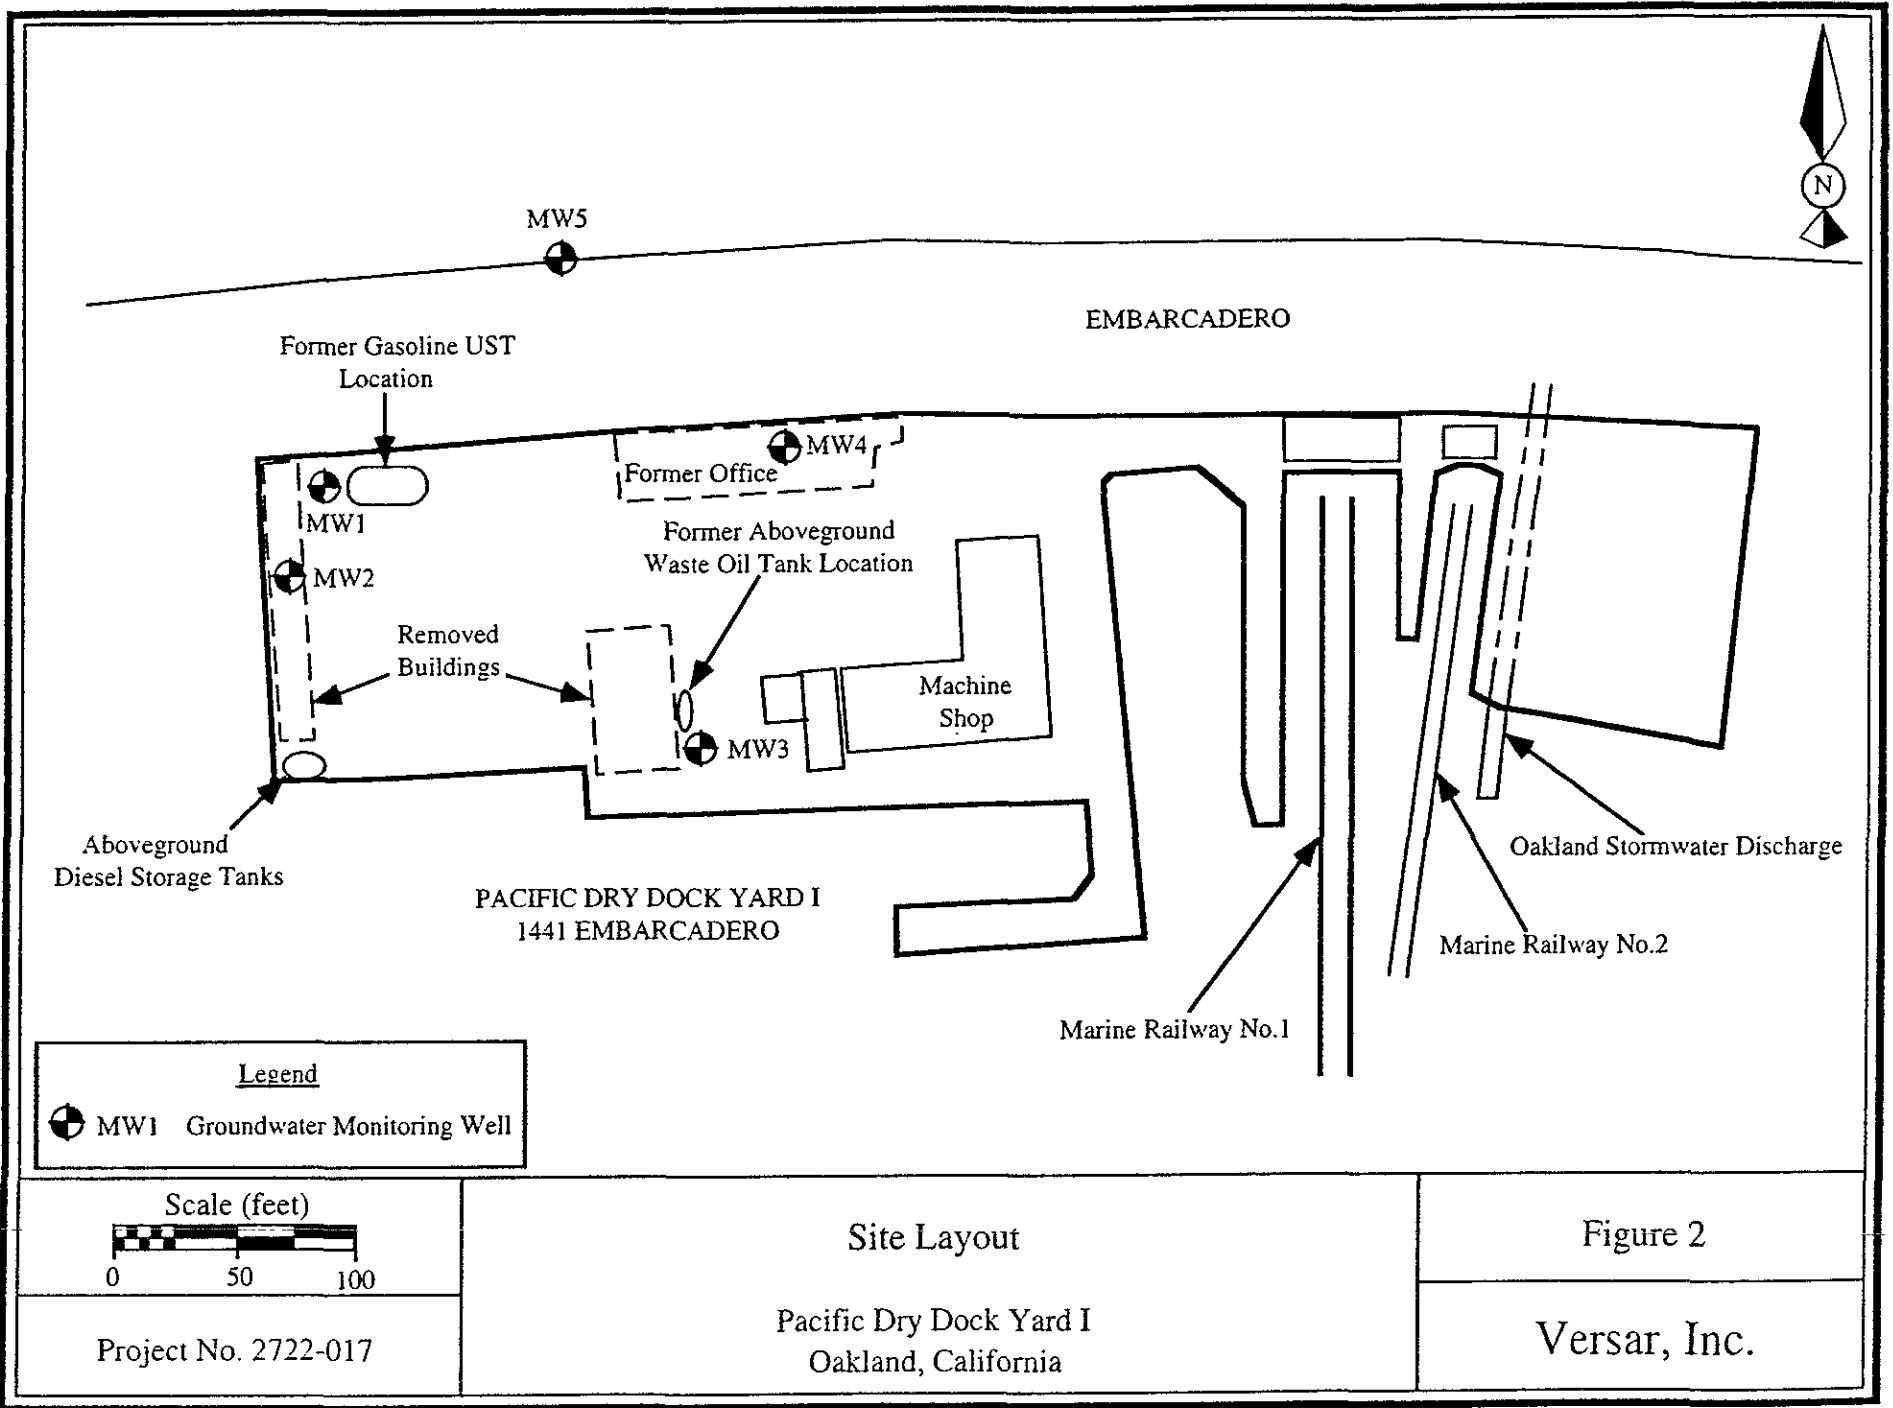 N
MW5
EMBARCADERO
Former Gasoline UST
Location
MW4
Former Office
MW1
Former Aboveground
Waste Oil Tank Location
MW2
Removed
Buildings
Machine
Shop
MW3
Aboveground
Diesel Storage Tanks
Oakland Stormwater Discharge
PACIFIC DRY DOCK YARD I
1441 EMBARCADERO
Marine Railway No.2
Marine Railway No.1
Legend
MW1 Groundwater Monitoring Well
Scale (feet)
0 50 100
Project No. 2722-017
Site Layout
Pacific Dry Dock Yard I
Oakland, California
Figure 2
Versar, Inc.